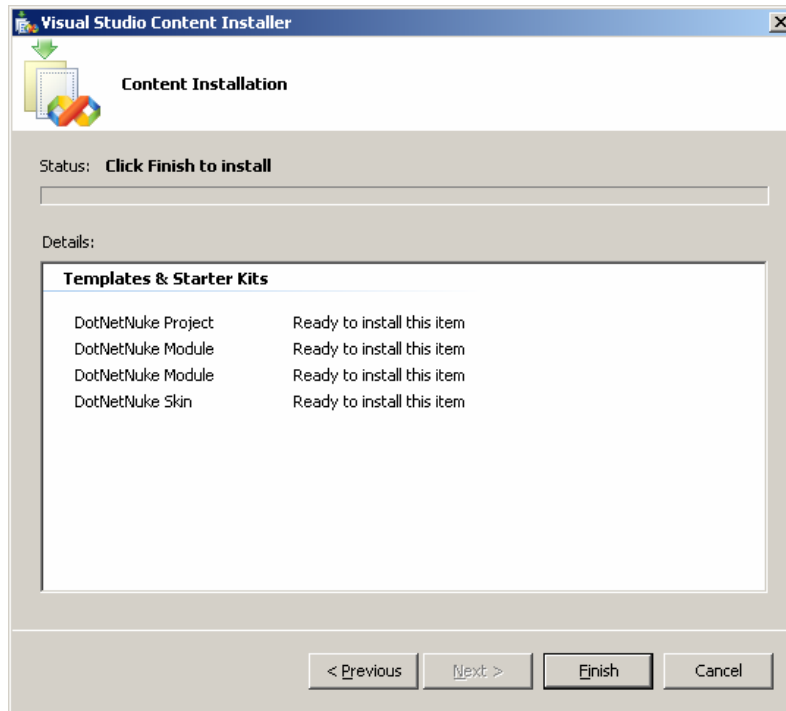 Visual Studio Content Installer
Content Installation
Status: Click Finish to install
Details:
Templates & Starter Kits
DotNetNuke Project Ready to install this item
DotNetNuke Module Ready to install this item
DotNetNuke Module Ready to install this item
DotNetNuke Skin Ready to install this item
< Previous Next > Finish Cancel